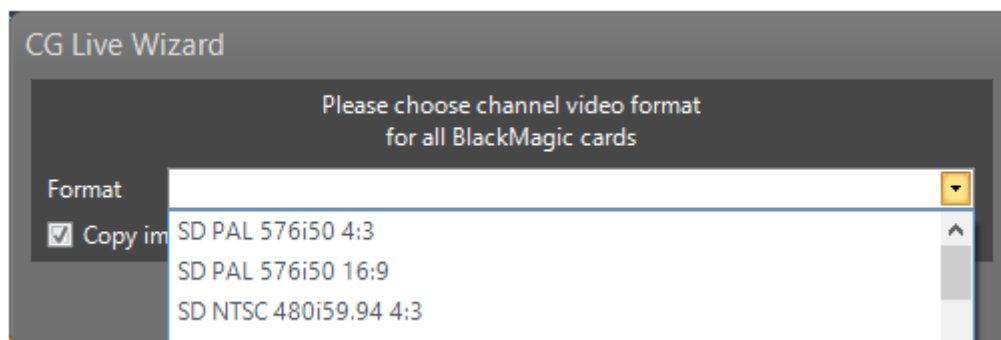 CG Live Wizard
Please choose channel video format
for all BlackMagic cards
Format
SD PAL 576i50 4:3
Copy im
SD PAL 576i50 16:9
SD NTSC 480i59.94 4:3